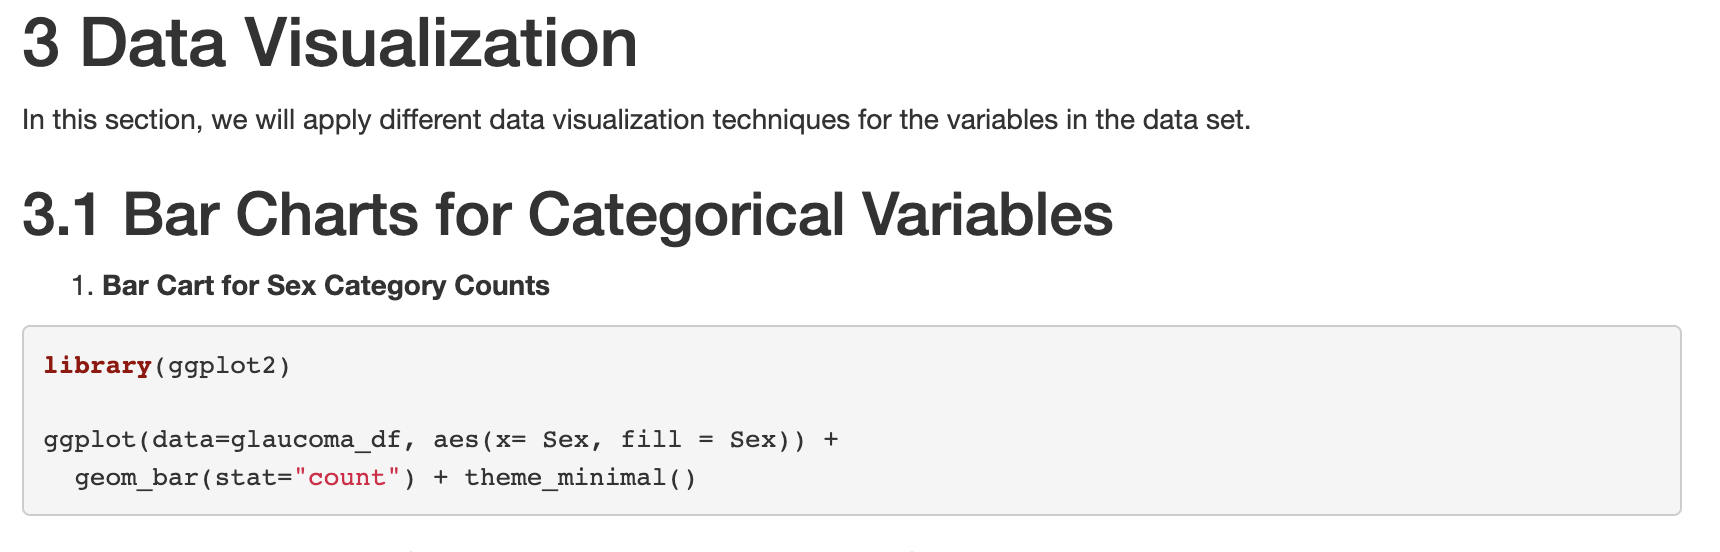 3 Data Visualization
In this section, we will apply different data visualization techniques for the variables in the data set.
3.1 Bar Charts for Categorical Variables
1. Bar Cart for Sex Category Counts
library(ggplot2)
ggplot(data=glaucoma_df, aes(x= Sex, fill = Sex)) +
  geom_bar(stat="count") + theme_minimal()